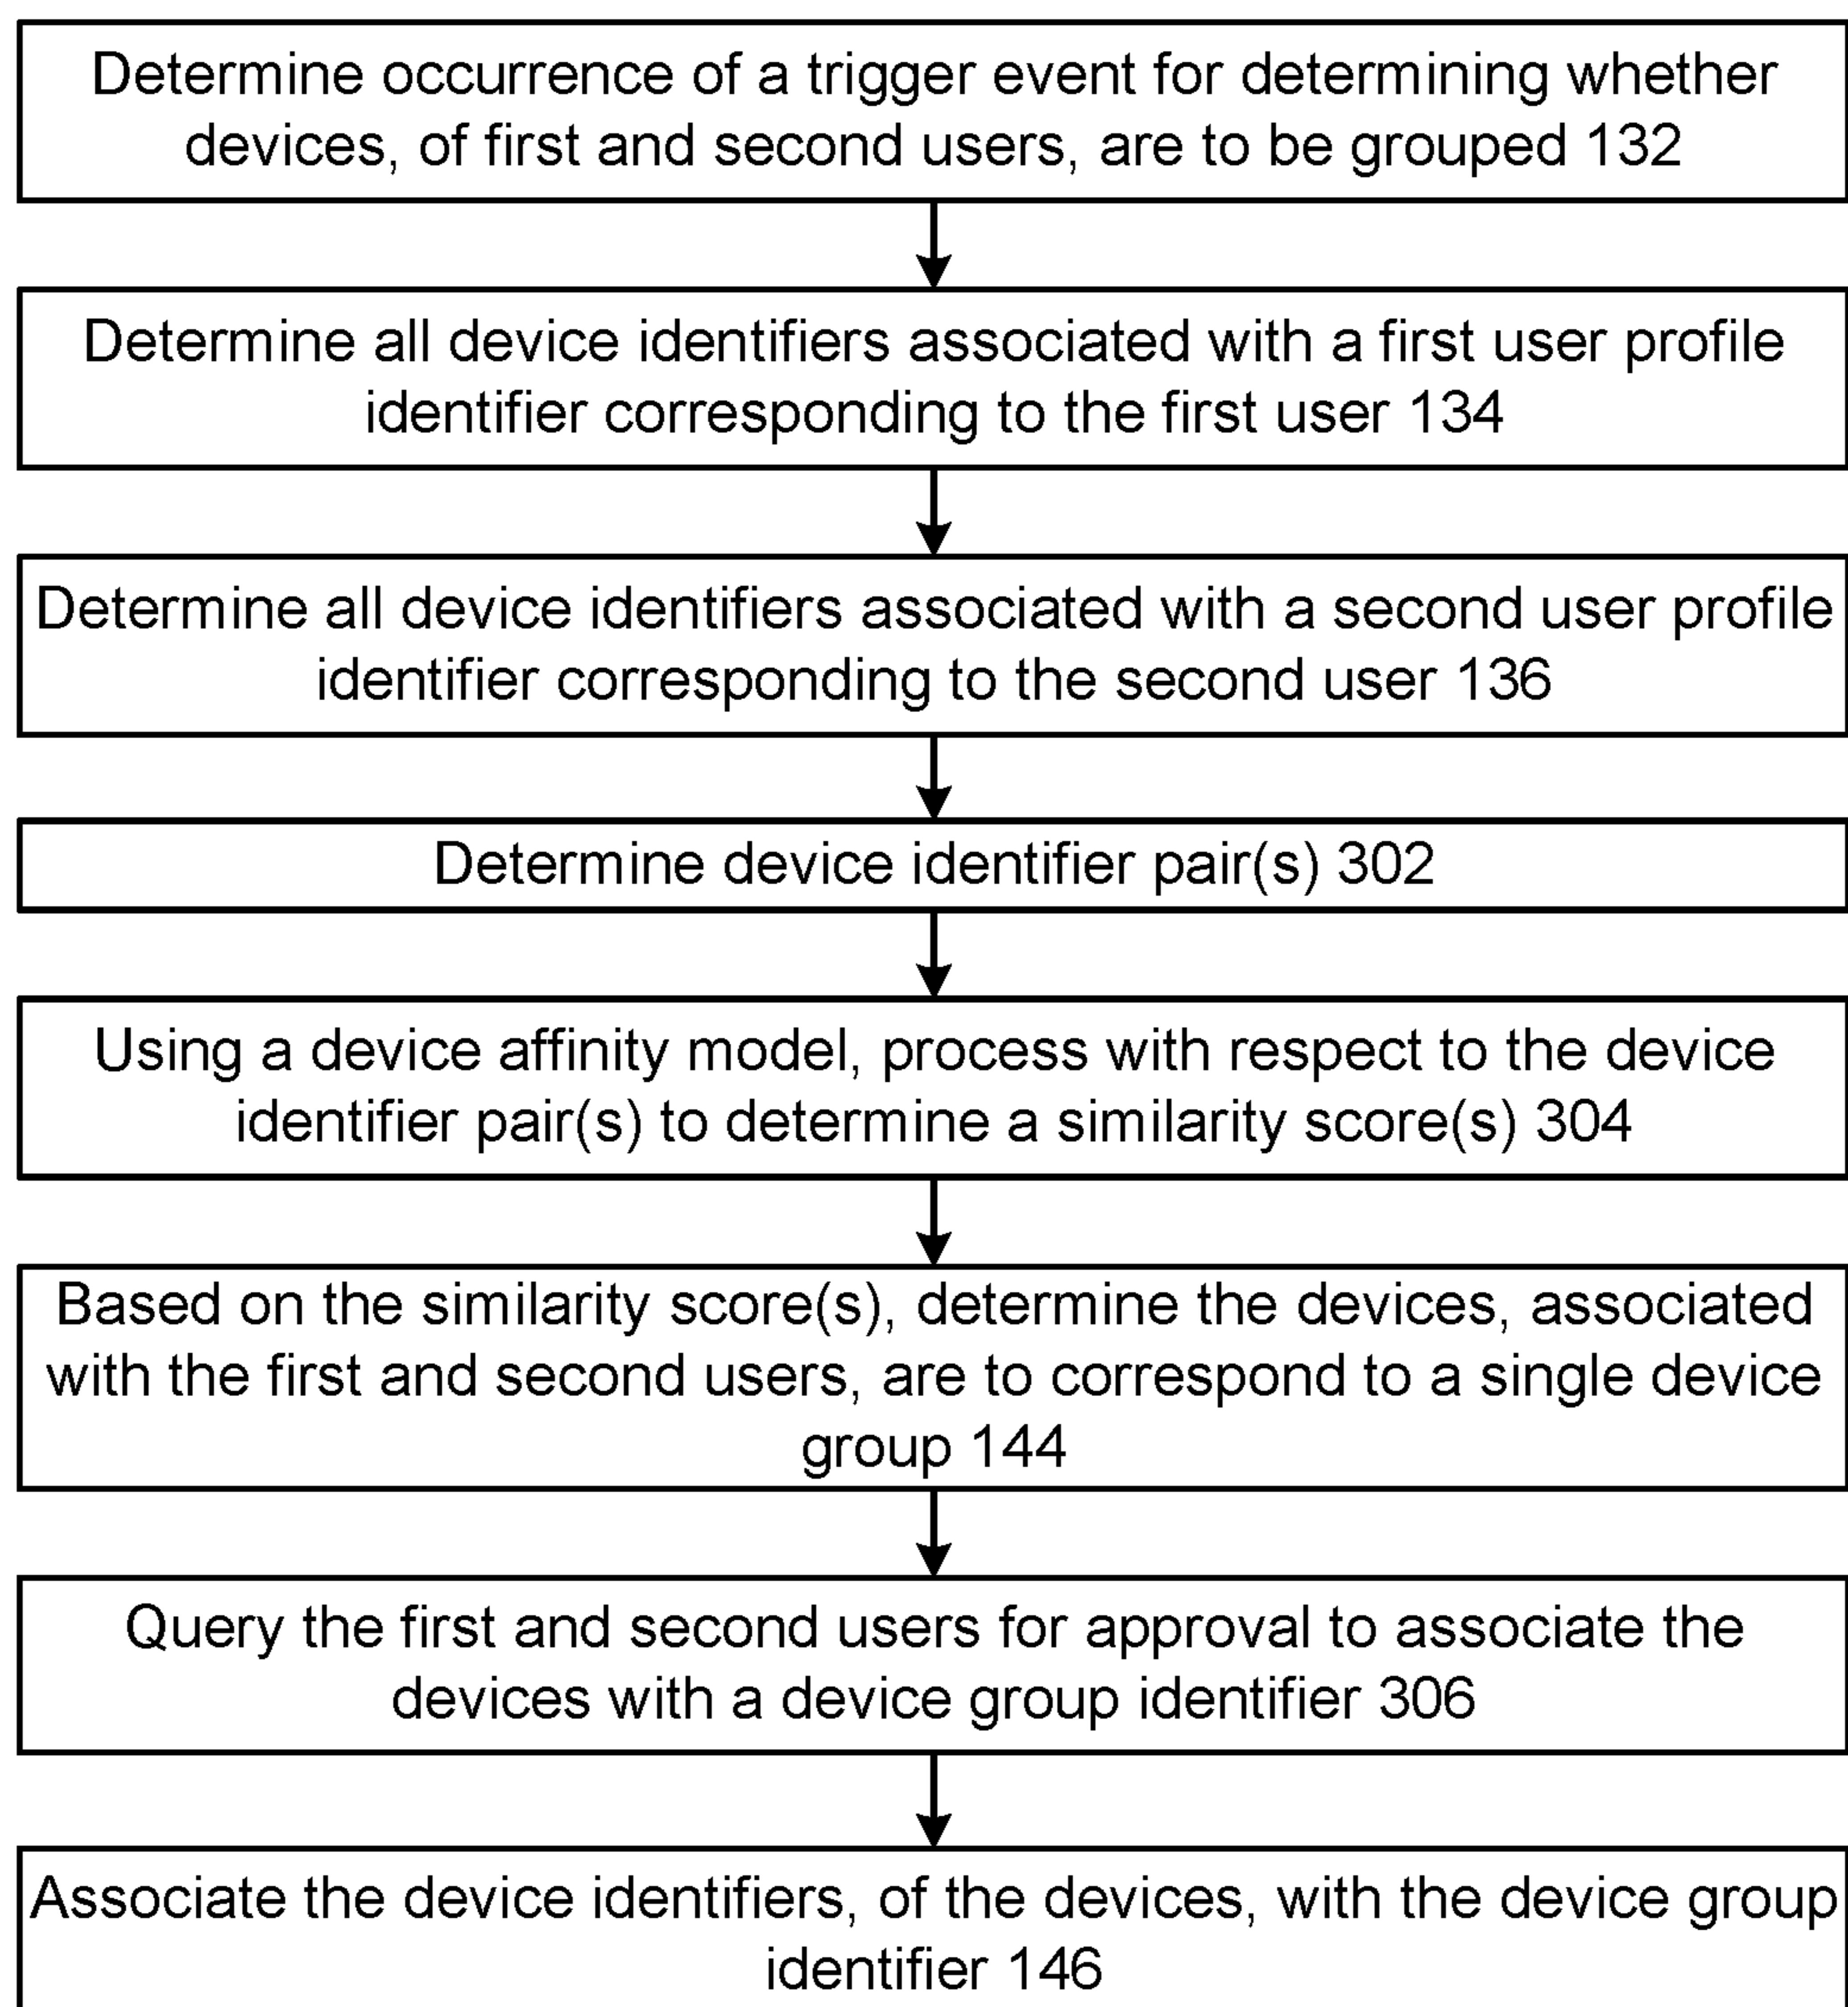 Determine occurrence of a trigger event for determining whether
devices, of first and second users, are to be grouped 132
Determine all device identifiers associated with a first user profile
identifier corresponding to the first user 134
Determine all device identifiers associated with a second user profile
identifier corresponding to the second user 136
Determine device identifier pair(s) 302
Using a device affinity model, process with respect to the device
identifier pair(s) to determine a similarity score(s) 304
Based on the similarity score(s), determine the devices, associated
with the first and second users, are to correspond to a single device
group 144
Query the first and second users for approval to associate the
devices with a device group identifier 306
Associate the device identifiers, of the devices, with the device group
identifier 146